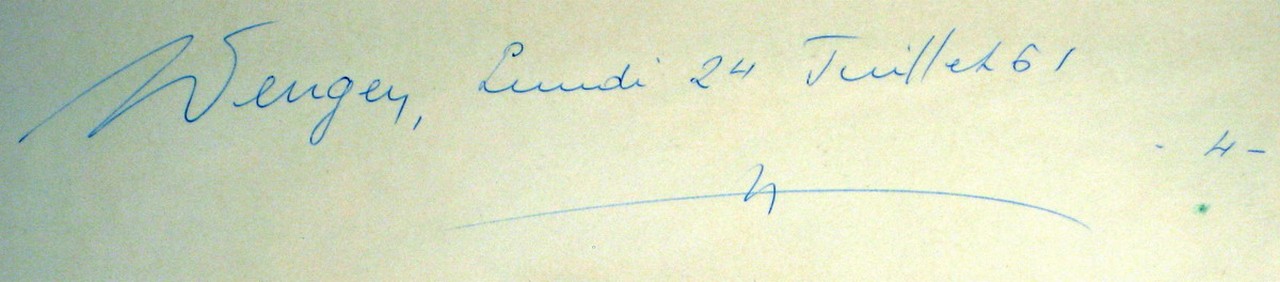 Wengen, Lundi 24 Juillet 61
- 4 -